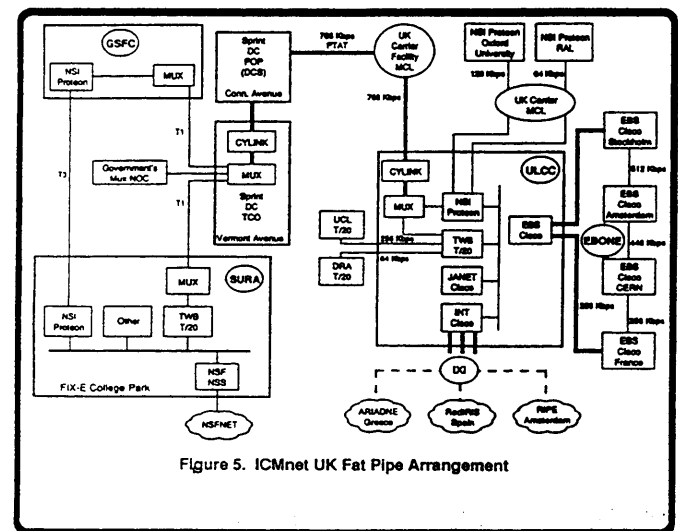 GSFC
NSI
Proteon
MUX
Sprint
DC
POP
(DCS)
Conn. Avenue
768 Kbps
PTAT
UK
Carrier
Facility
MCL
NSI Proteon
Oxford
University
NSI Proteon
RAL
128 Kbps
64 Kbps
UK Carrier
MCL
768 Kbps
T1
T1
T1
CYLINK
MUX
Sprint
DC
TCO
Vermont Avenue
Government's
Mux NOC
CYLINK
ULCC
MUX
NSI
Proteon
UCL
T/20
256 Kbps
TWB
T/20
DRA
T/20
64 Kbps
JANET
Cisco
INT
Cisco
EBS
Cisco
EBS
Cisco
Stockholm
512 Kbps
EBS
Cisco
Amsterdam
EBONE
Kbps
EBS
Cisco
CERN
256 Kbps
256 Kbps
EBS
Cisco
France
MUX
SURA
NSI
Proteon
Other
TWB
T/20
NSF
NSS
FIX-E College Park
NSFNET
ARIADNE
Greece
RedIRIS
Spain
RIPE
Amsterdam
Figure 5. ICMnet UK Fat Pipe Arrangement